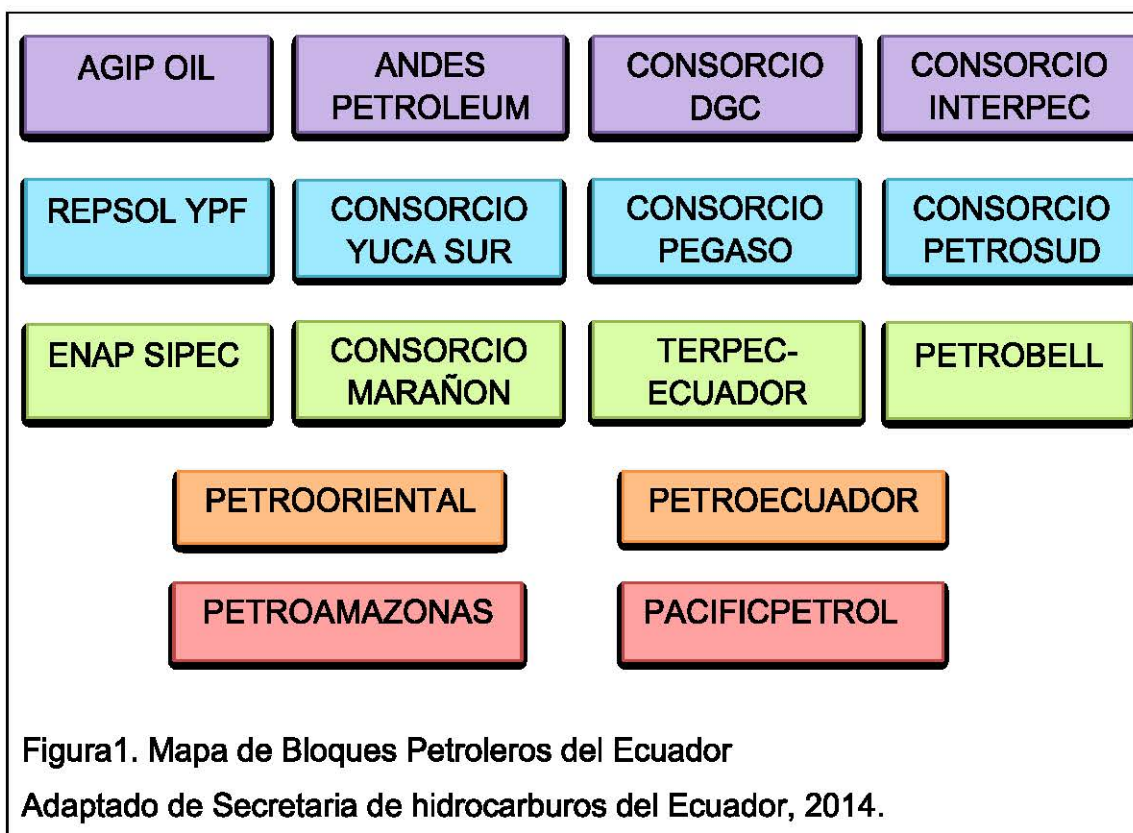 AGIP OIL
ANDES
PETROLEUM
CONSORCIO
DGC
CONSORCIO
INTERPEC
REPSOL YPF
CONSORCIO
YUCA SUR
CONSORCIO
PEGASO
CONSORCIO
PETROSUD
ENAP SIPEC
CONSORCIO
MARAÑON
TERPEC-
ECUADOR
PETROBELL
PETROORIENTAL
PETROECUADOR
PETROAMAZONAS
PACIFICPETROL
Figura1. Mapa de Bloques Petroleros del Ecuador
Adaptado de Secretaria de hidrocarburos del Ecuador, 2014.